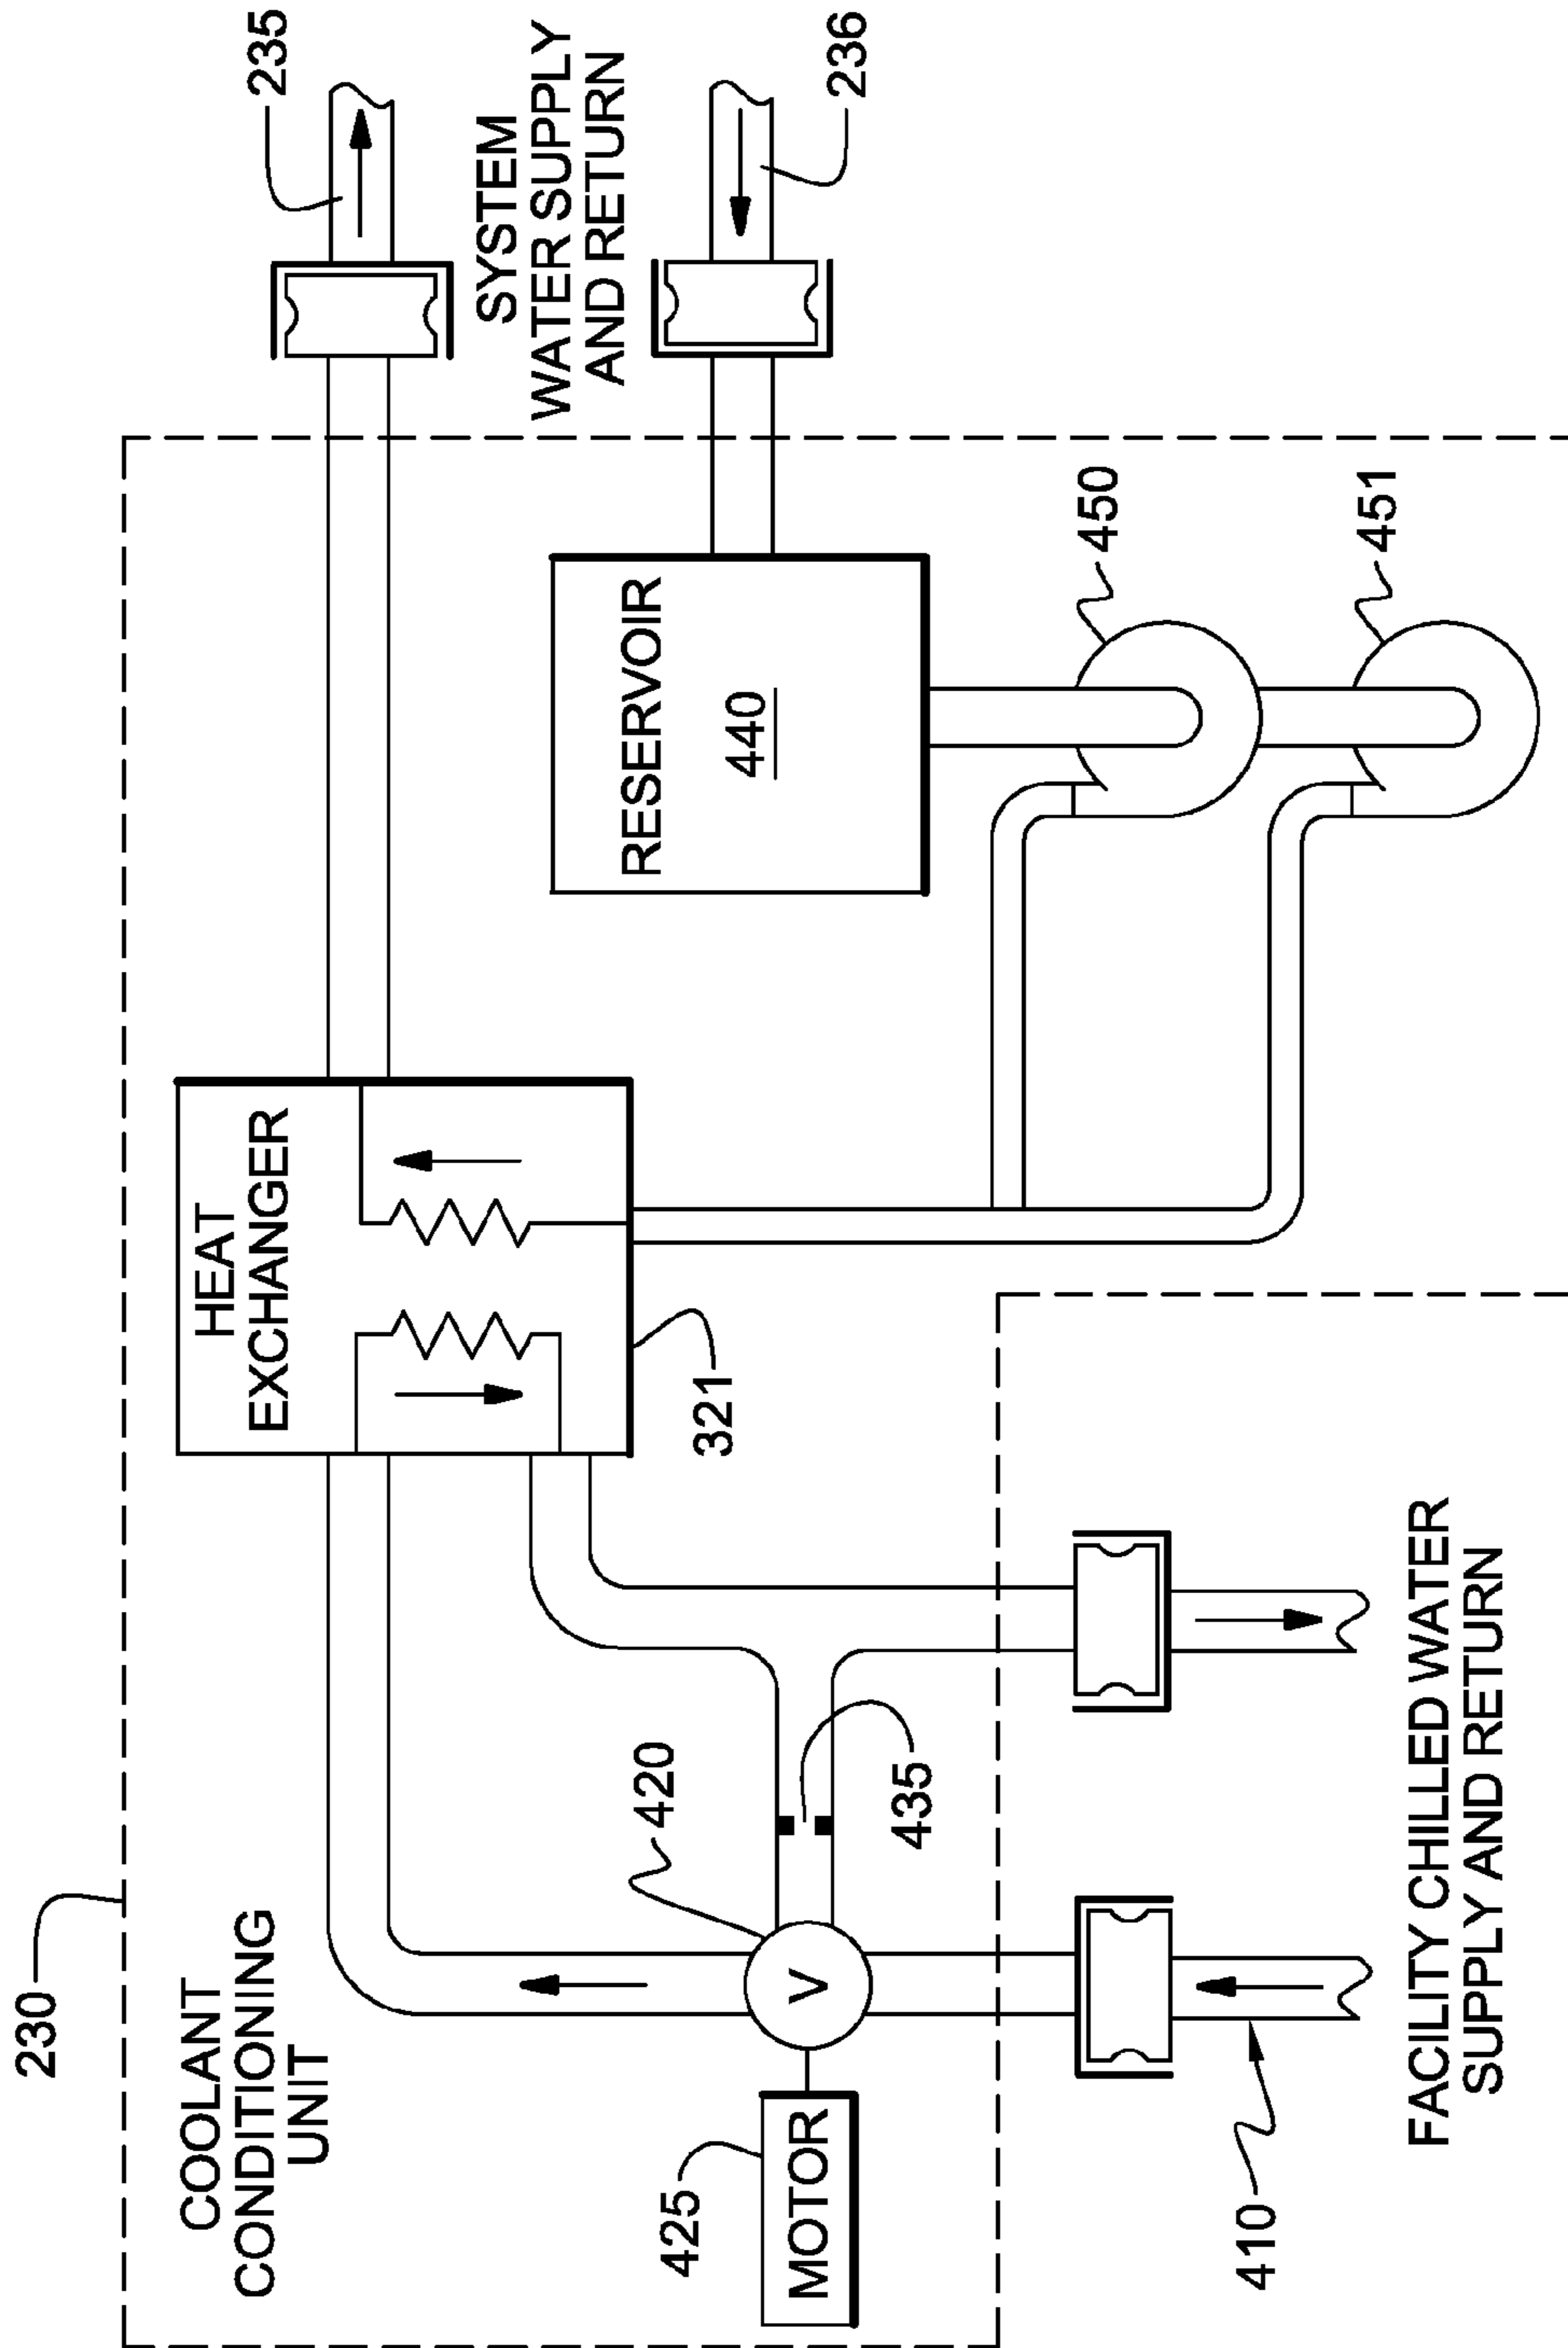 230
COOLANT
CONDITIONING
UNIT
HEAT
EXCHANGER
235
SYSTEM
WATER SUPPLY
AND RETURN
236
RESERVOIR
440
321
420
V
425
MOTOR
435
450
451
410
FACILITY CHILLED WATER
SUPPLY AND RETURN